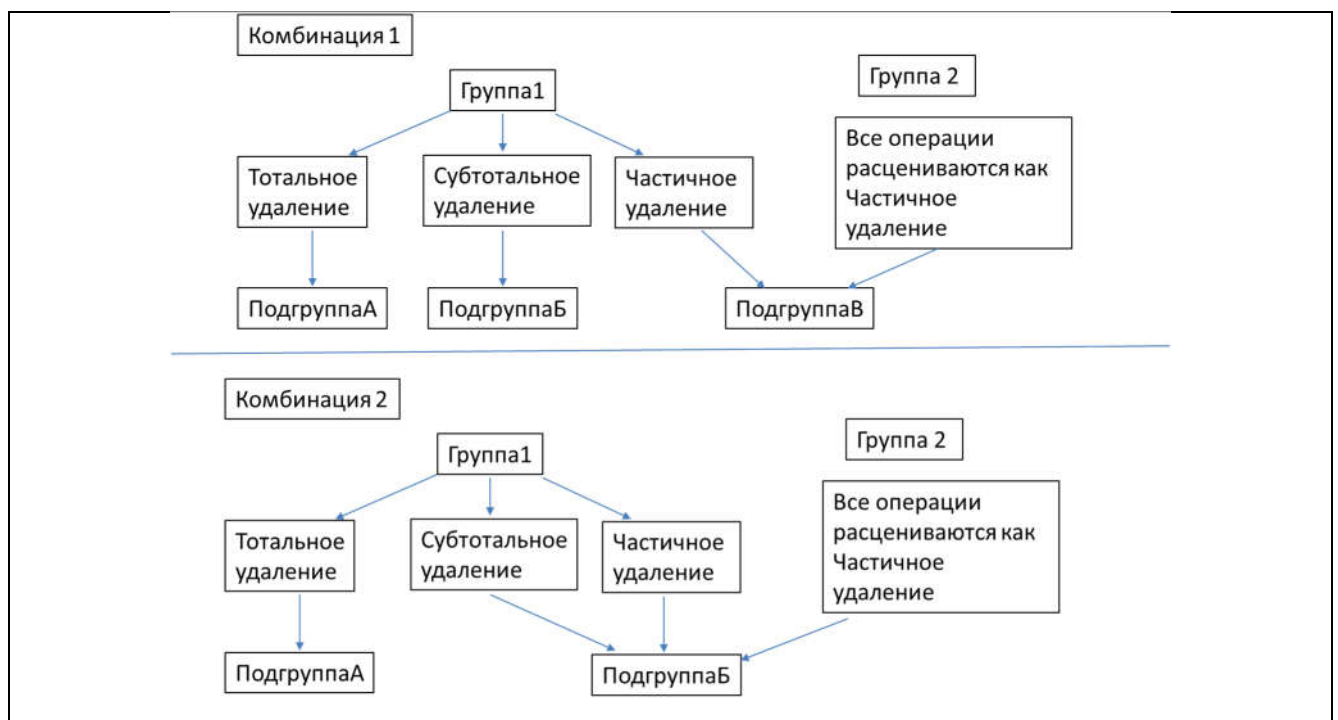 Комбинация 1
Группа1
Группа 2
Тотальное
удаление
Субтотальное
удаление
Частичное
удаление
Все операции
расцениваются как
Частичное
удаление
ПодгруппаА
ПодгруппаБ
ПодгруппаВ
Комбинация 2
Группа1
Группа 2
Тотальное
удаление
Субтотальное
удаление
Частичное
удаление
Все операции
расцениваются как
Частичное
удаление
ПодгруппаА
ПодгруппаБ